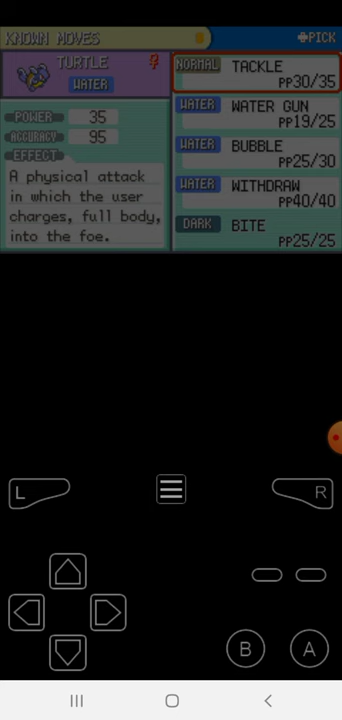 KNOWN MOVES
PICK
TURTLE
WATER
POWER 35
ACCURACY 95
EFFECT
A physical attack
in which the user
charges, full body,
into the foe.
NORMAL TACKLE
PP30/35
WATER WATER GUN
PP19/25
WATER BUBBLE
PP25/30
WATER WITHDRAW
PP40/40
DARK BITE
PP25/25
L
R
B
A